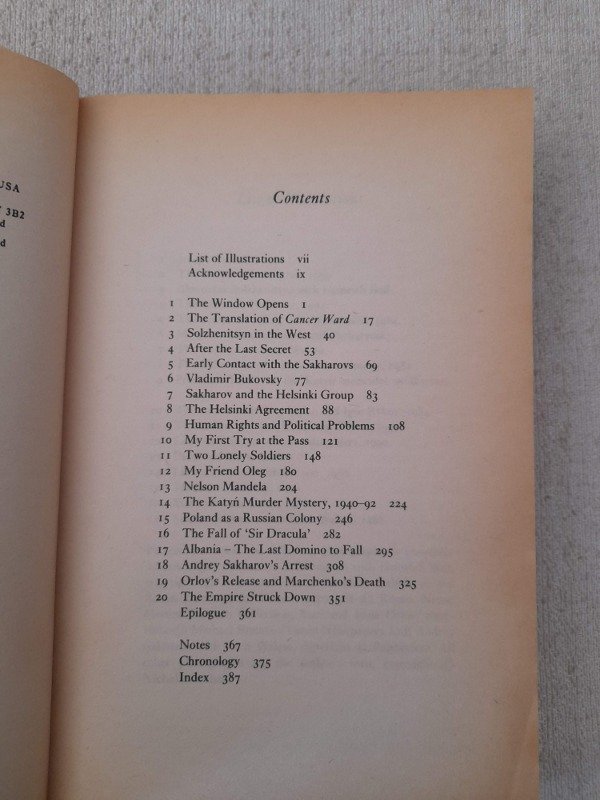 USA
3B2
d
d
Contents
List of Illustrations vii
Acknowledgements ix
1 The Window Opens 1
2 The Translation of Cancer Ward 17
3 Solzhenitsyn in the West 40
4 After the Last Secret 53
5 Early Contact with the Sakharovs 69
6 Vladimir Bukovsky 77
7 Sakharov and the Helsinki Group 83
8 The Helsinki Agreement 88
9 Human Rights and Political Problems 108
10 My First Try at the Pass 121
11 Two Lonely Soldiers 148
12 My Friend Oleg 180
13 Nelson Mandela 204
14 The Katyń Murder Mystery, 1940–92 224
15 Poland as a Russian Colony 246
16 The Fall of ‘Sir Dracula’ 282
17 Albania – The Last Domino to Fall 295
18 Andrey Sakharov’s Arrest 308
19 Orlov’s Release and Marchenko’s Death 325
20 The Empire Struck Down 351
Epilogue 361
Notes 367
Chronology 375
Index 387